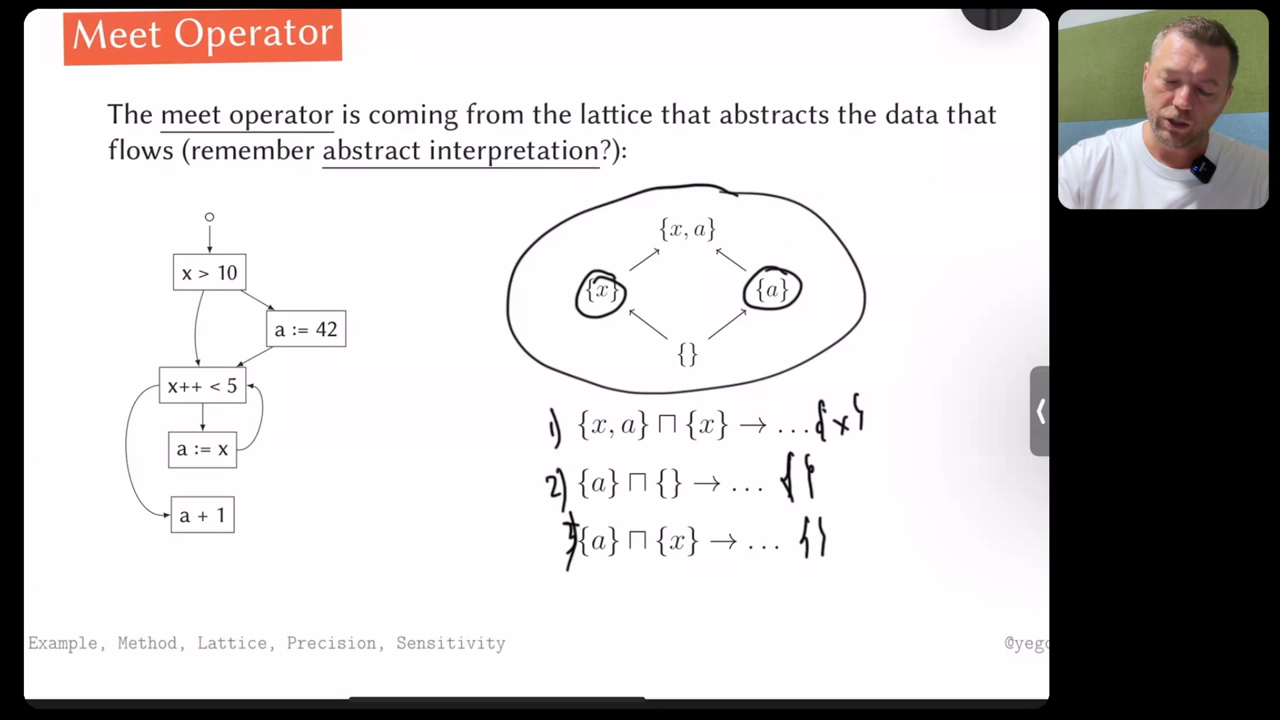 Meet Operator
The meet operator is coming from the lattice that abstracts the data that
flows (remember abstract interpretation?):
x > 10
a := 42
x++ < 5
a := x
a + 1
{x, a}
{x}
{a}
{}
1) {x, a} ⊓ {x} → ... {x}
2) {a} ⊓ {} → ... {}
3) {a} ⊓ {x} → ... {}
Example, Method, Lattice, Precision, Sensitivity
@yego